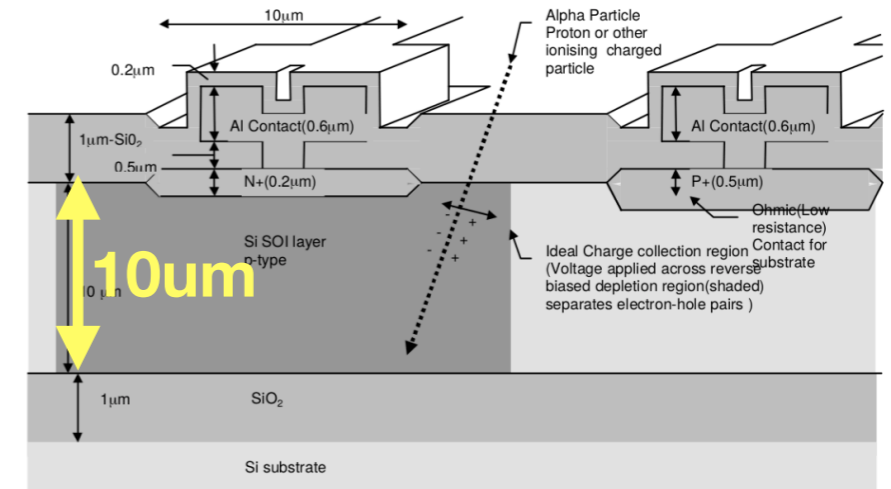 10μm
Alpha Particle
Proton or other
ionising charged
particle
0.2μm
Al Contact(0.6μm)
Al Contact(0.6μm)
1μm-Si0₂
0.5μm
N+(0.2μm)
P+(0.5μm)
Ohmic(Low
resistance)
Contact for
substrate
Si SOI layer
p-type
- + - + - +
Ideal Charge collection region
(Voltage applied across reverse
biased depletion region(shaded)
separates electron-hole pairs )
10um
10 μm
1μm
SiO₂
Si substrate